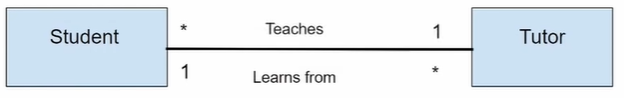 Student * Teaches 1 Tutor
1 Learns from *